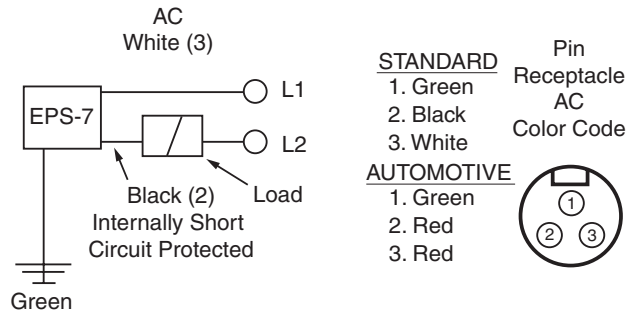 AC
White (3)
EPS-7
L1
L2
Black (2)
Internally Short
Circuit Protected
Load
Green
STANDARD
1. Green
2. Black
3. White
AUTOMOTIVE
1. Green
2. Red
3. Red
Pin
Receptacle
AC
Color Code
1
2
3